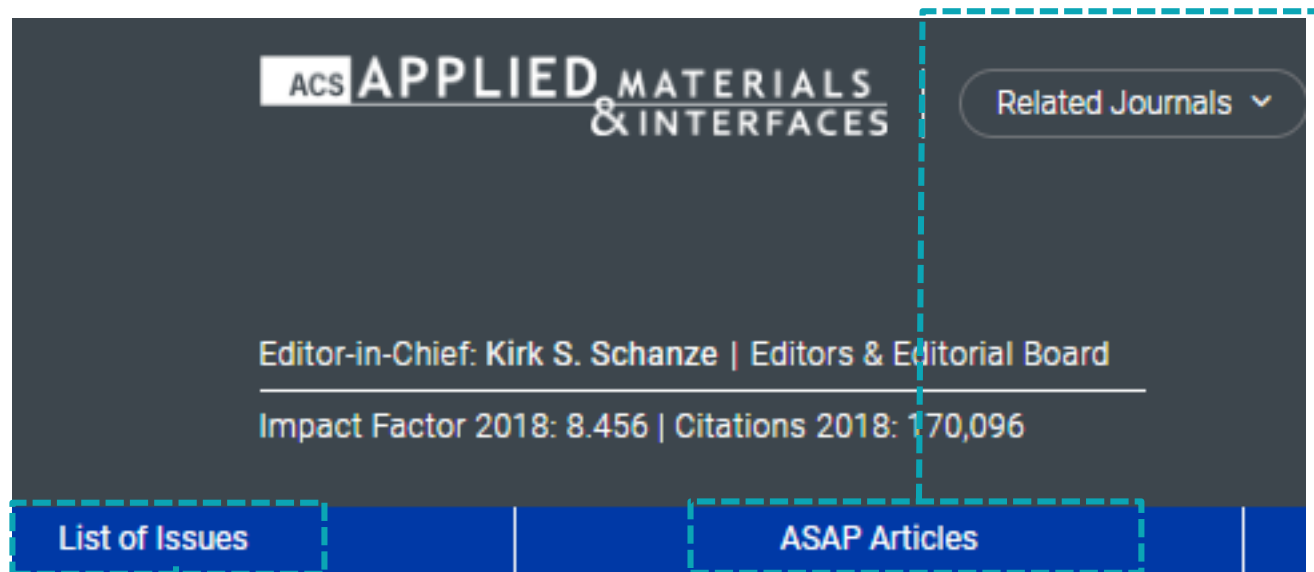 ACS APPLIED MATERIALS
& INTERFACES
Related Journals
Editor-in-Chief: Kirk S. Schanze | Editors & Editorial Board
Impact Factor 2018: 8.456 | Citations 2018: 170,096
List of Issues
ASAP Articles